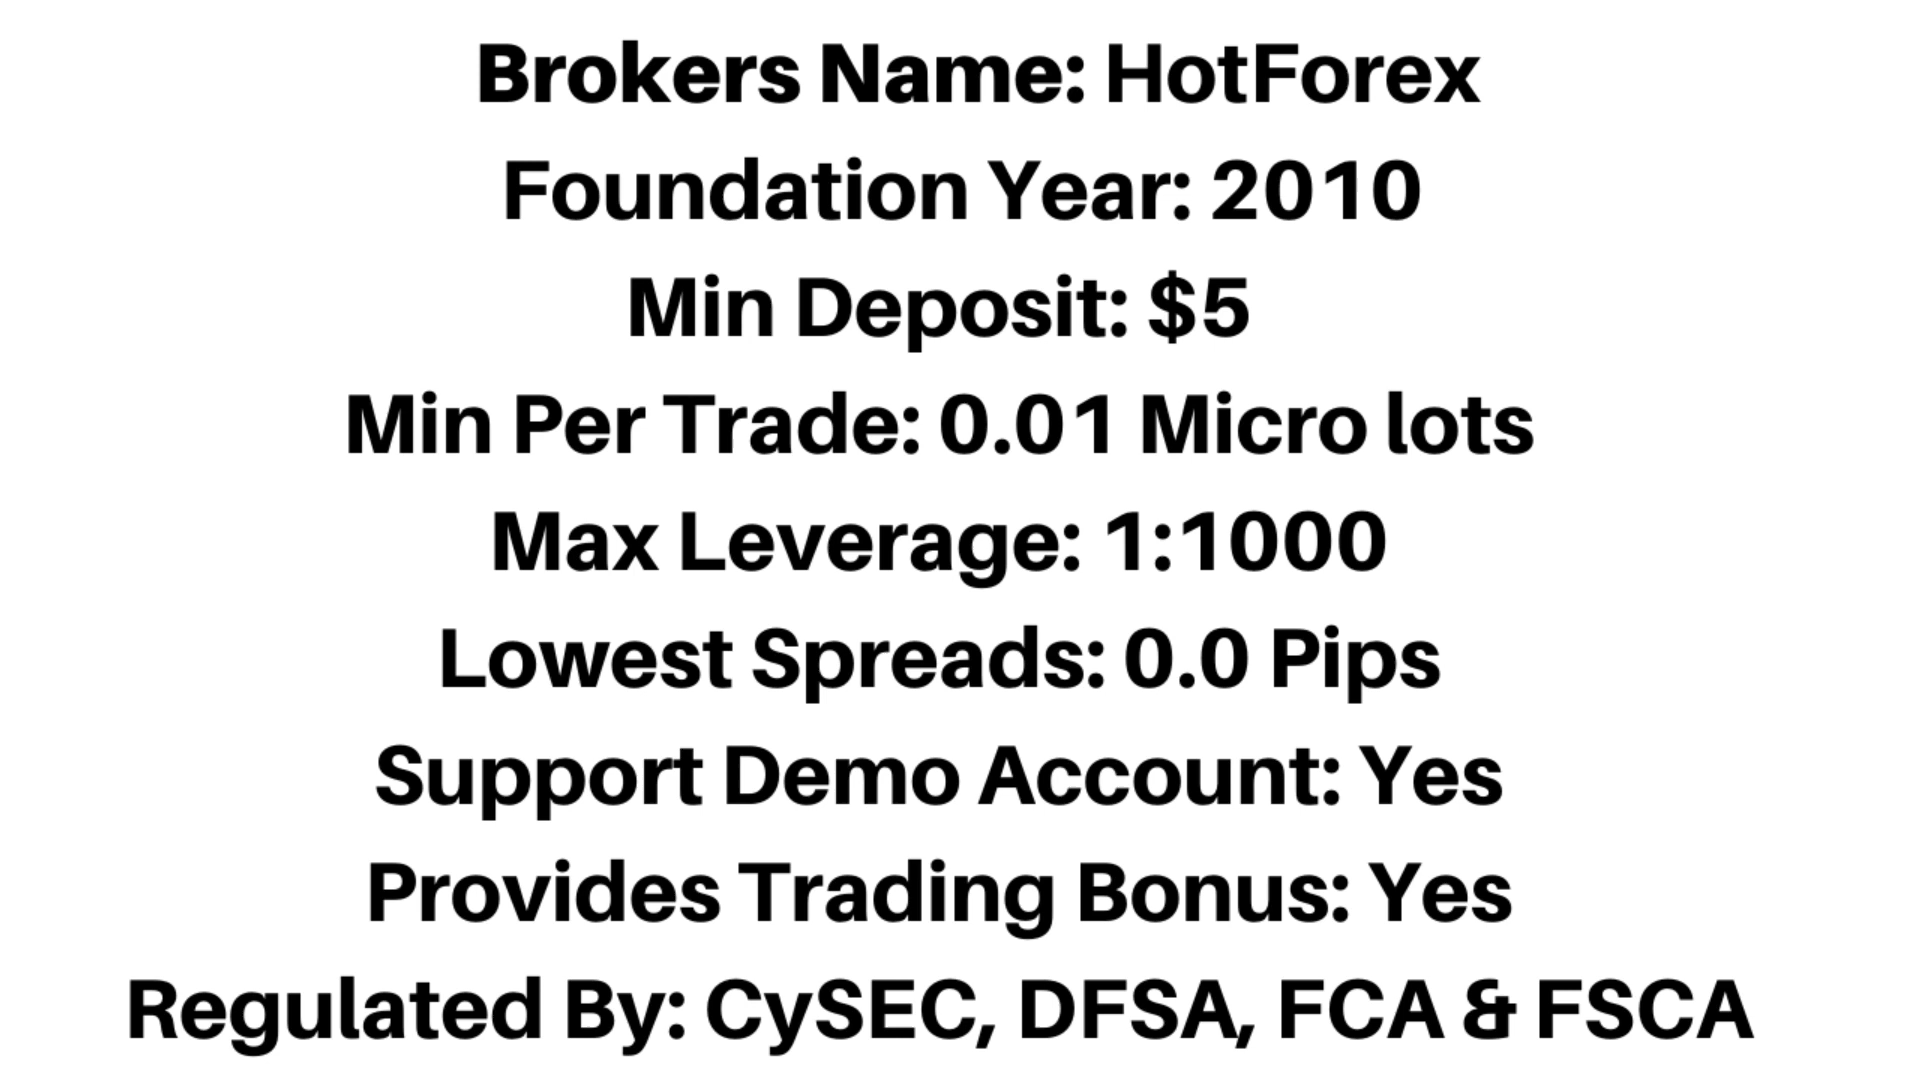 Brokers Name: HotForex
Foundation Year: 2010
Min Deposit: $5
Min Per Trade: 0.01 Micro lots
Max Leverage: 1:1000
Lowest Spreads: 0.0 Pips
Support Demo Account: Yes
Provides Trading Bonus: Yes
Regulated By: CySEC, DFSA, FCA & FSCA